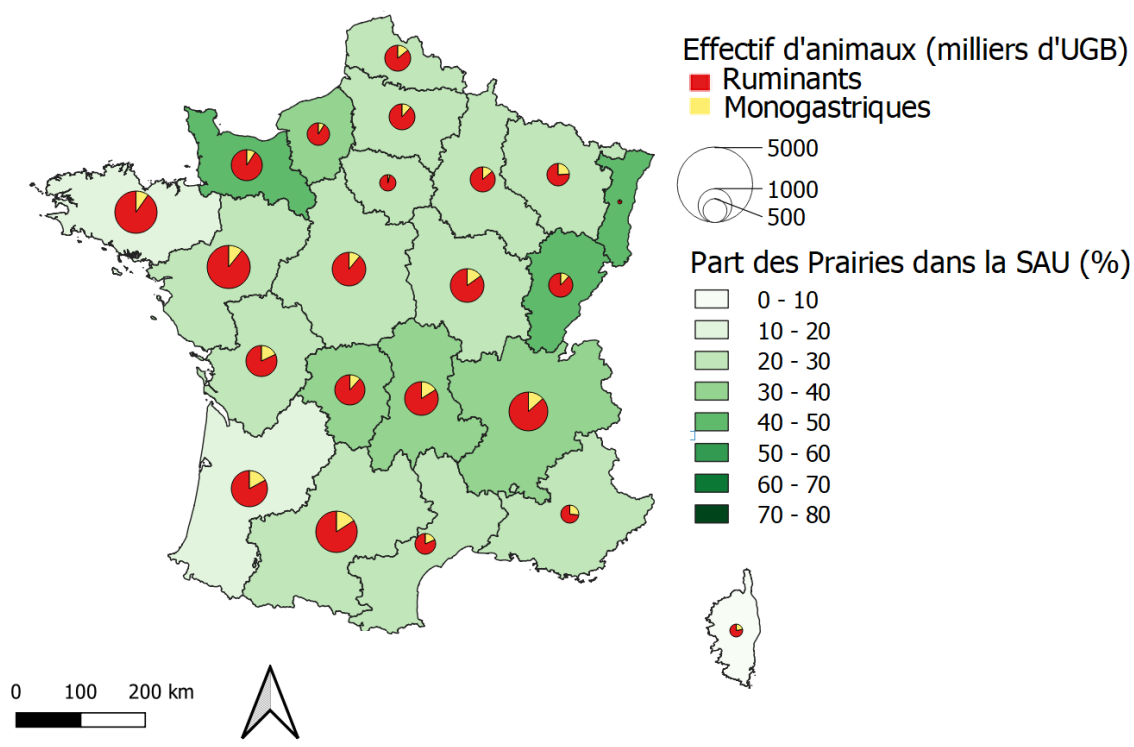 Effectif d'animaux (milliers d'UGB)
Ruminants
Monogastriques
5000
1000
500
Part des Prairies dans la SAU (%)
0 - 10
10 - 20
20 - 30
30 - 40
40 - 50
50 - 60
60 - 70
70 - 80
0 100 200 km